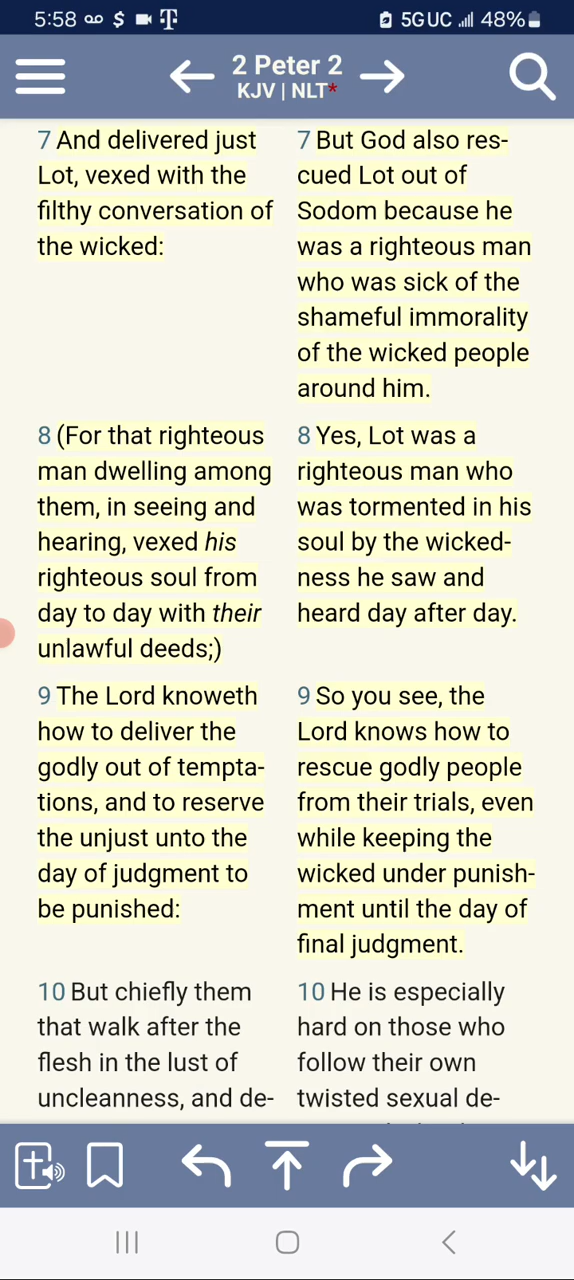 5:58 $ T 5G UC 48%
2 Peter 2
KJV | NLT*
7 And delivered just
Lot, vexed with the
filthy conversation of
the wicked:
7 But God also res-
cued Lot out of
Sodom because he
was a righteous man
who was sick of the
shameful immorality
of the wicked people
around him.
8 (For that righteous
man dwelling among
them, in seeing and
hearing, vexed his
righteous soul from
day to day with their
unlawful deeds;)
8 Yes, Lot was a
righteous man who
was tormented in his
soul by the wicked-
ness he saw and
heard day after day.
9 The Lord knoweth
how to deliver the
godly out of tempta-
tions, and to reserve
the unjust unto the
day of judgment to
be punished:
9 So you see, the
Lord knows how to
rescue godly people
from their trials, even
while keeping the
wicked under punish-
ment until the day of
final judgment.
10 But chiefly them
that walk after the
flesh in the lust of
uncleanness, and de-
10 He is especially
hard on those who
follow their own
twisted sexual de-